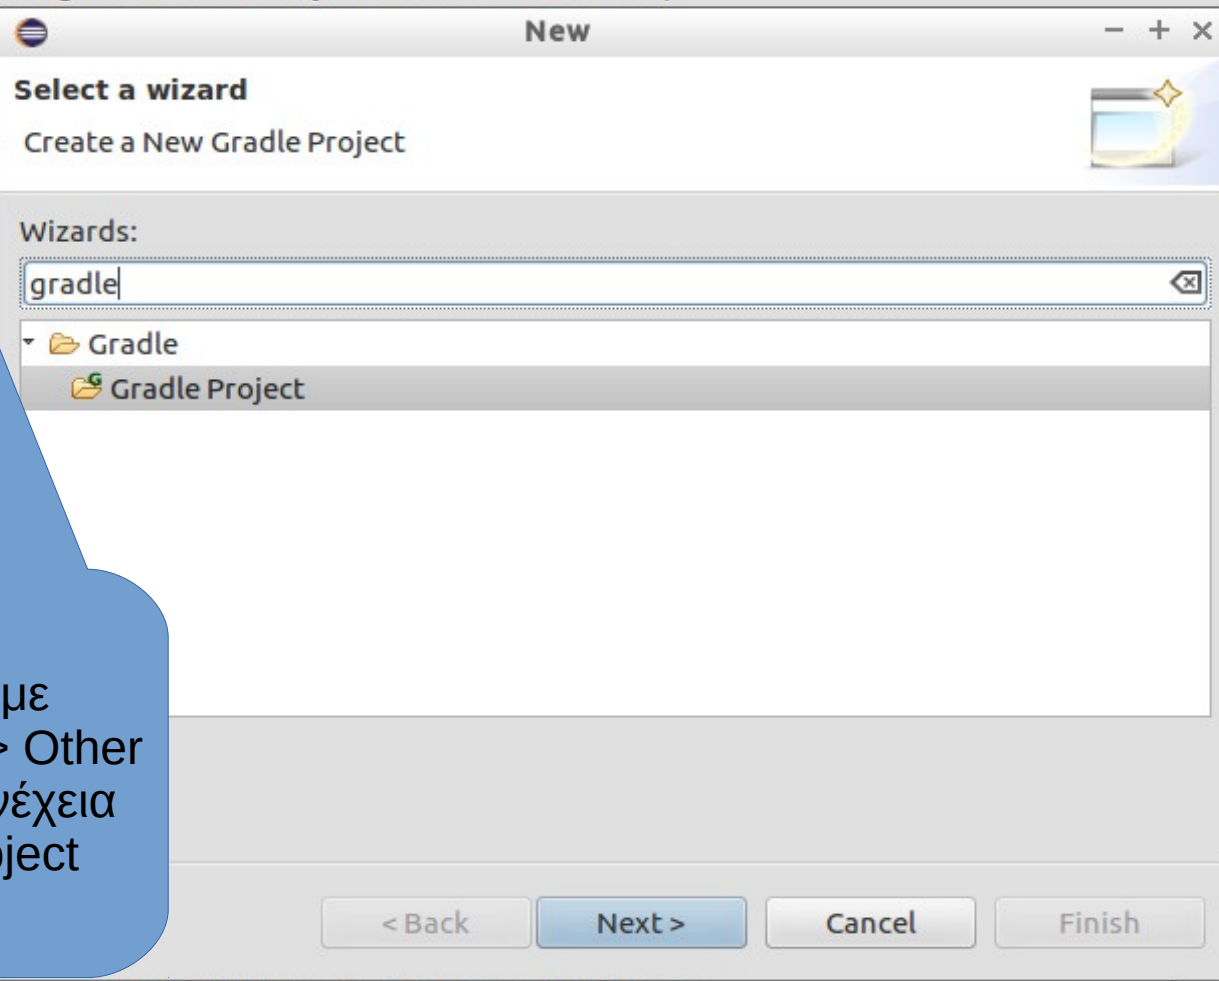 New
Select a wizard
Create a New Gradle Project
Wizards:
gradle
Gradle
Gradle Project
με
> Other
νέχεια
ject
< Back
Next >
Cancel
Finish